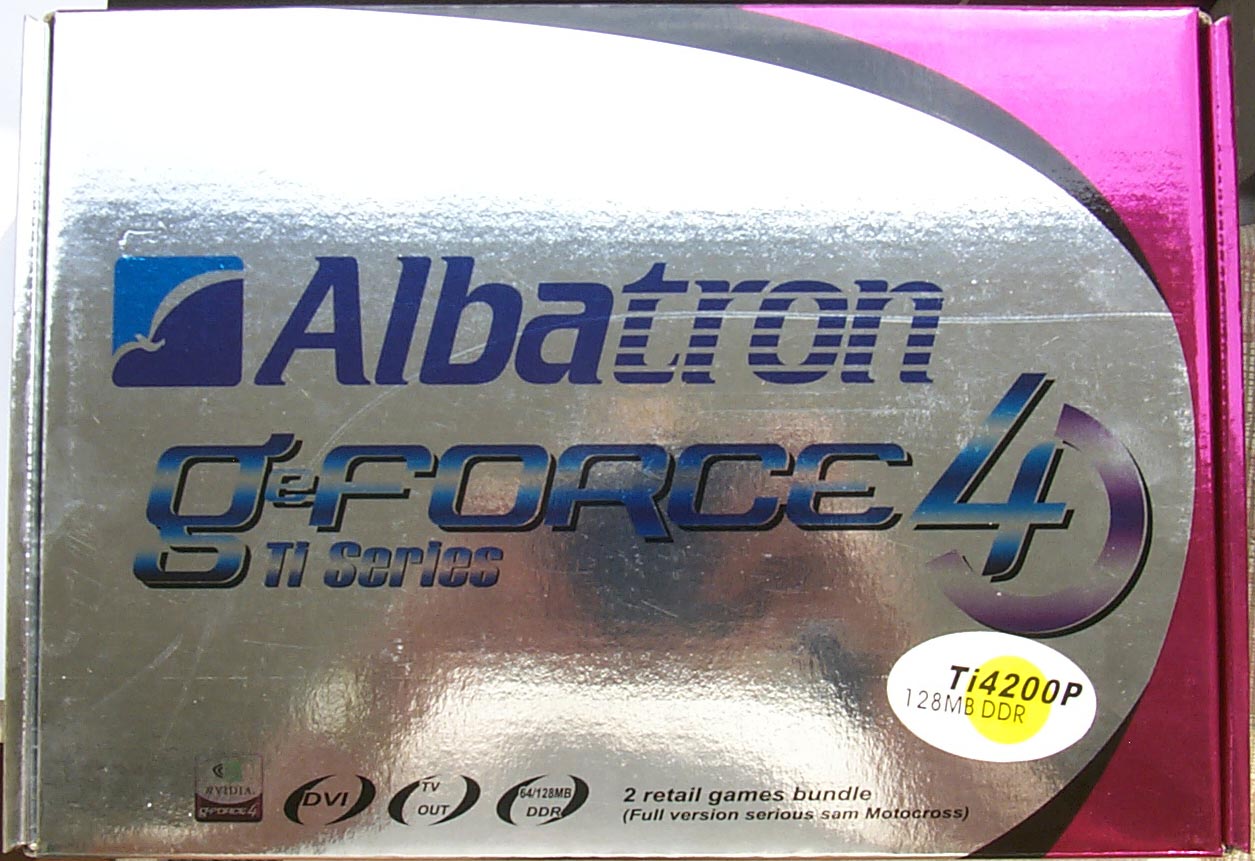 Albatron
geFORCE4
Ti Series
Ti4200P
128MB DDR
NVIDIA
geFORCE4
DVI
TV
OUT
64/128MB
DDR
2 retail games bundle
(Full version serious sam Motocross)